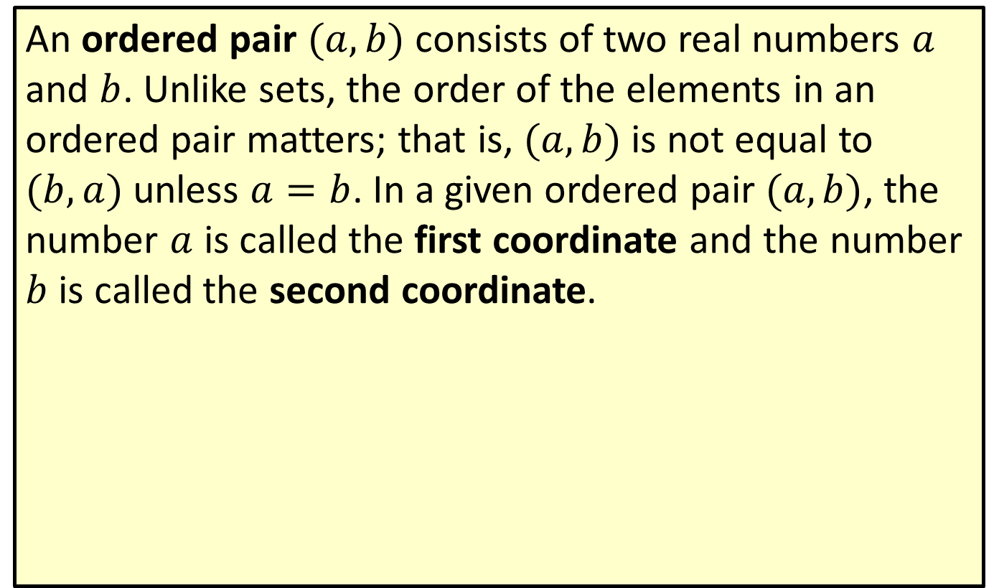 An ordered pair (a, b) consists of two real numbers a
and b. Unlike sets, the order of the elements in an
ordered pair matters; that is, (a, b) is not equal to
(b, a) unless a = b. In a given ordered pair (a, b), the
number a is called the first coordinate and the number
b is called the second coordinate.